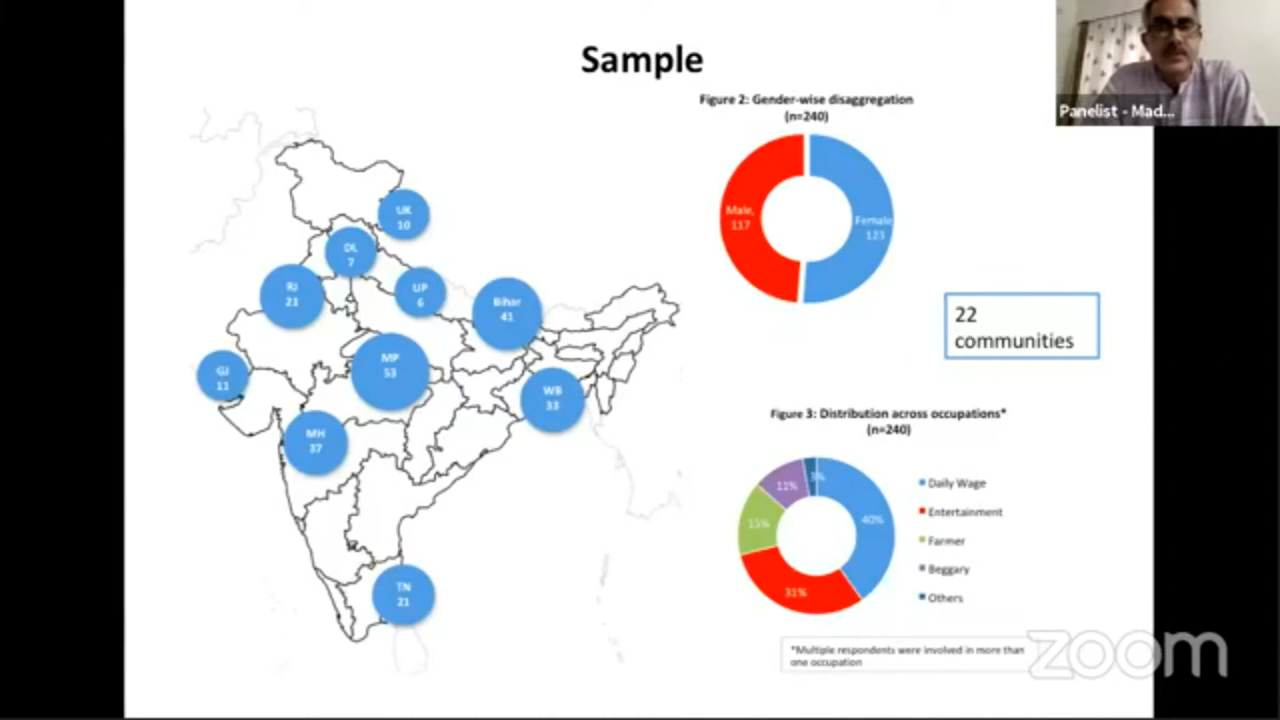 Sample
Panelist - Mad...
Figure 2: Gender-wise disaggregation
(n=240)
Male,
117
Female,
123
UK
10
DL
7
RJ
21
UP
6
Bihar
41
GJ
11
MP
53
WB
33
MH
37
TN
21
22
communities
Figure 3: Distribution across occupations*
(n=240)
3%
11%
15%
40%
31%
Daily Wage
Entertainment
Farmer
Beggary
Others
*Multiple respondents were involved in more than
one occupation
zoom